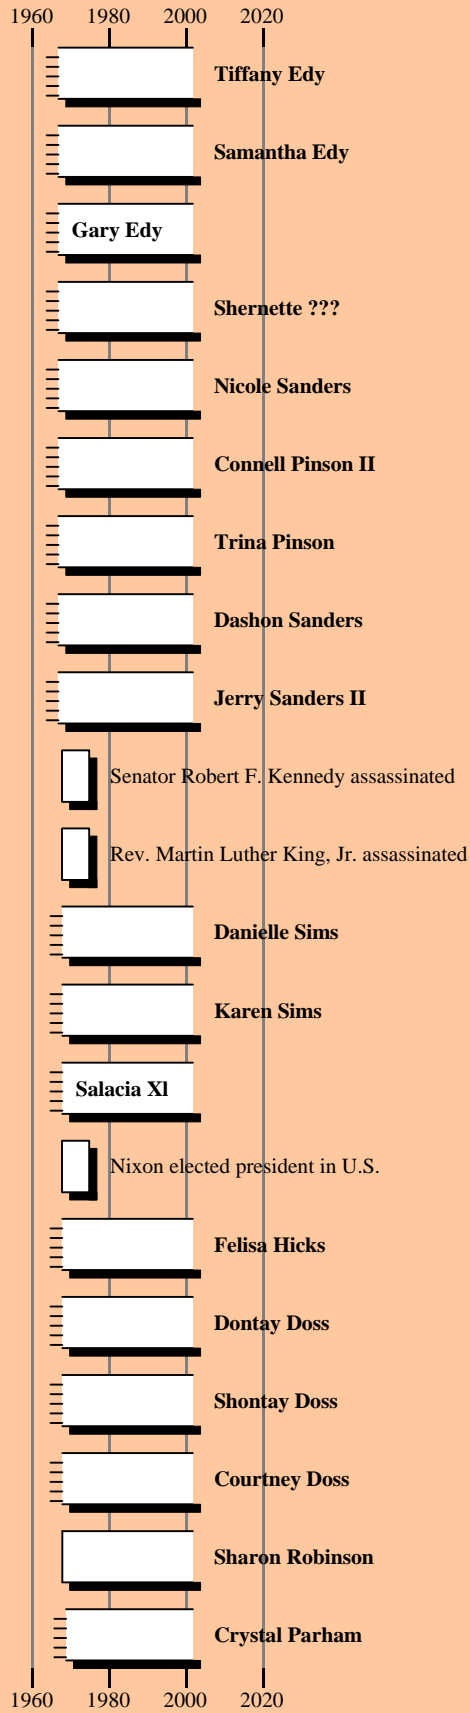 1960 1980 2000 2020
Tiffany Edy
Samantha Edy
Gary Edy
Shernette ???
Nicole Sanders
Connell Pinson II
Trina Pinson
Dashon Sanders
Jerry Sanders II
Senator Robert F. Kennedy assassinated
Rev. Martin Luther King, Jr. assassinated
Danielle Sims
Karen Sims
Salacia Xl
Nixon elected president in U.S.
Felisa Hicks
Dontay Doss
Shontay Doss
Courtney Doss
Sharon Robinson
Crystal Parham
1960 1980 2000 2020